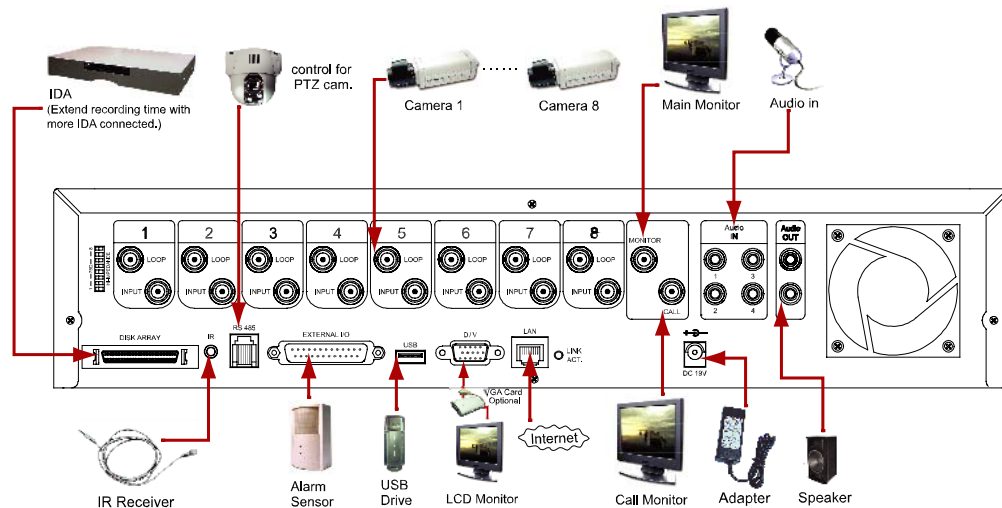 IDA
(Extend recording time with
more IDA connected.)
control for
PTZ cam.
Camera 1
Camera 8
Main Monitor
Audio in
1
2
3
4
5
6
7
8
LOOP
LOOP
LOOP
LOOP
LOOP
LOOP
LOOP
LOOP
INPUT
INPUT
INPUT
INPUT
INPUT
INPUT
INPUT
INPUT
MONITOR
CALL
Audio
IN
1
3
2
4
Audio
OUT
DISK ARRAY
IR
RS 485
EXTERNAL I/O
USB
D/V
LAN
LINK
ACT.
DC 19V
VGA Card
Optional
Internet
IR Receiver
Alarm
Sensor
USB
Drive
LCD Monitor
Call Monitor
Adapter
Speaker